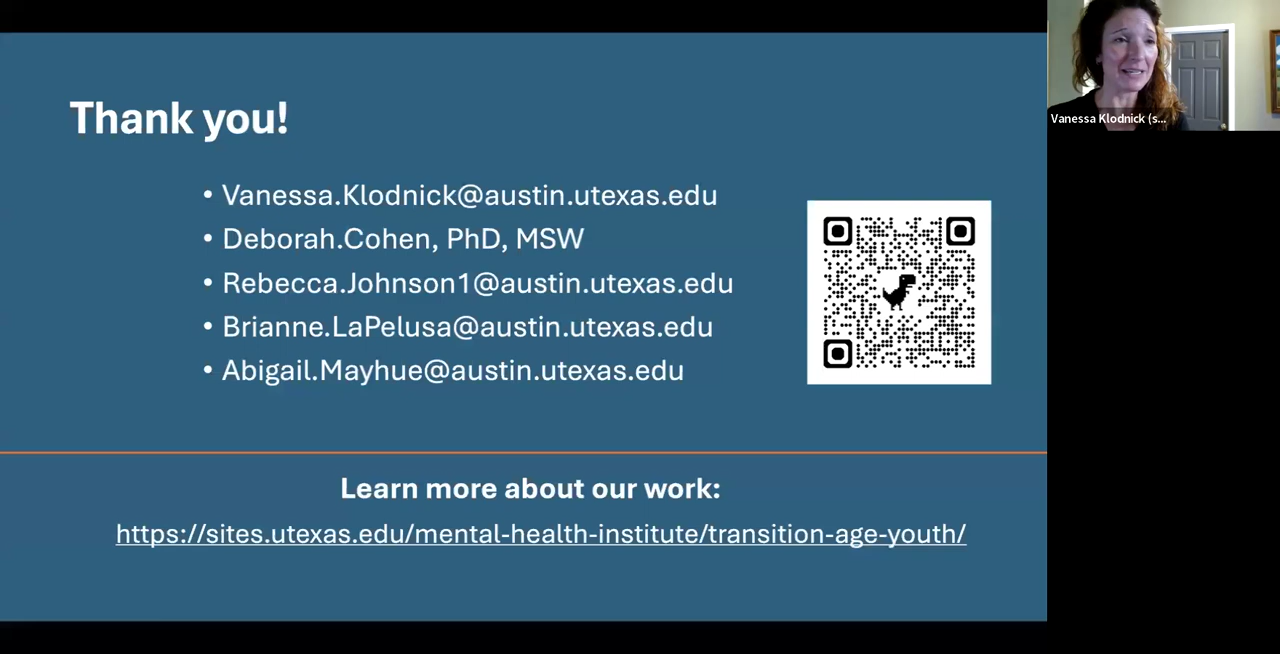 Thank you!
• Vanessa.Klodnick@austin.utexas.edu
• Deborah.Cohen, PhD, MSW
• Rebecca.Johnson1@austin.utexas.edu
• Brianne.LaPelusa@austin.utexas.edu
• Abigail.Mayhue@austin.utexas.edu
Learn more about our work:
https://sites.utexas.edu/mental-health-institute/transition-age-youth/
Vanessa Klodnick (s...